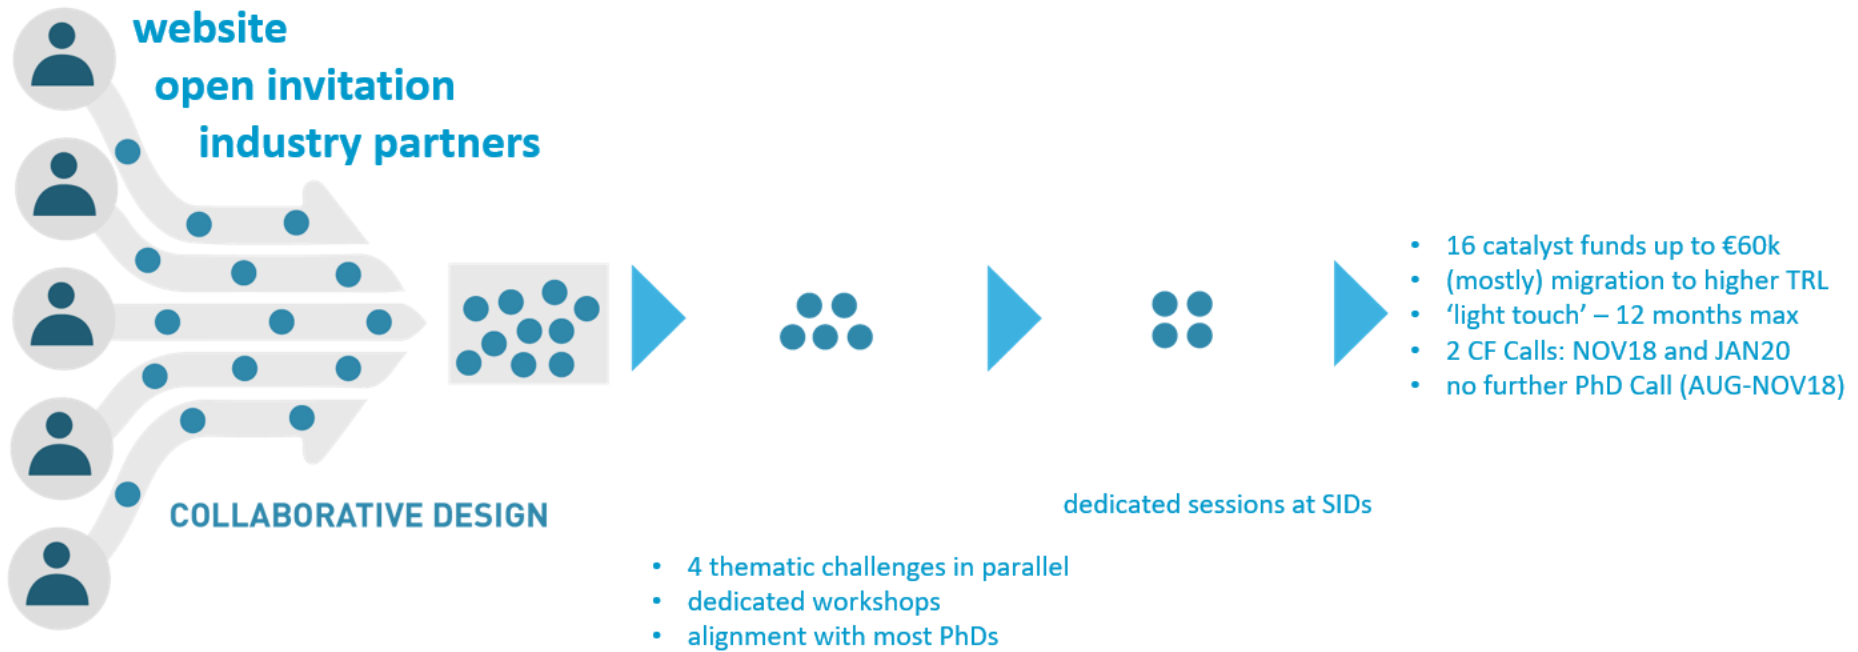 website
open invitation
industry partners
• 16 catalyst funds up to €60k
• (mostly) migration to higher TRL
• ‘light touch’ – 12 months max
• 2 CF Calls: NOV18 and JAN20
• no further PhD Call (AUG-NOV18)
COLLABORATIVE DESIGN
dedicated sessions at SIDs
• 4 thematic challenges in parallel
• dedicated workshops
• alignment with most PhDs